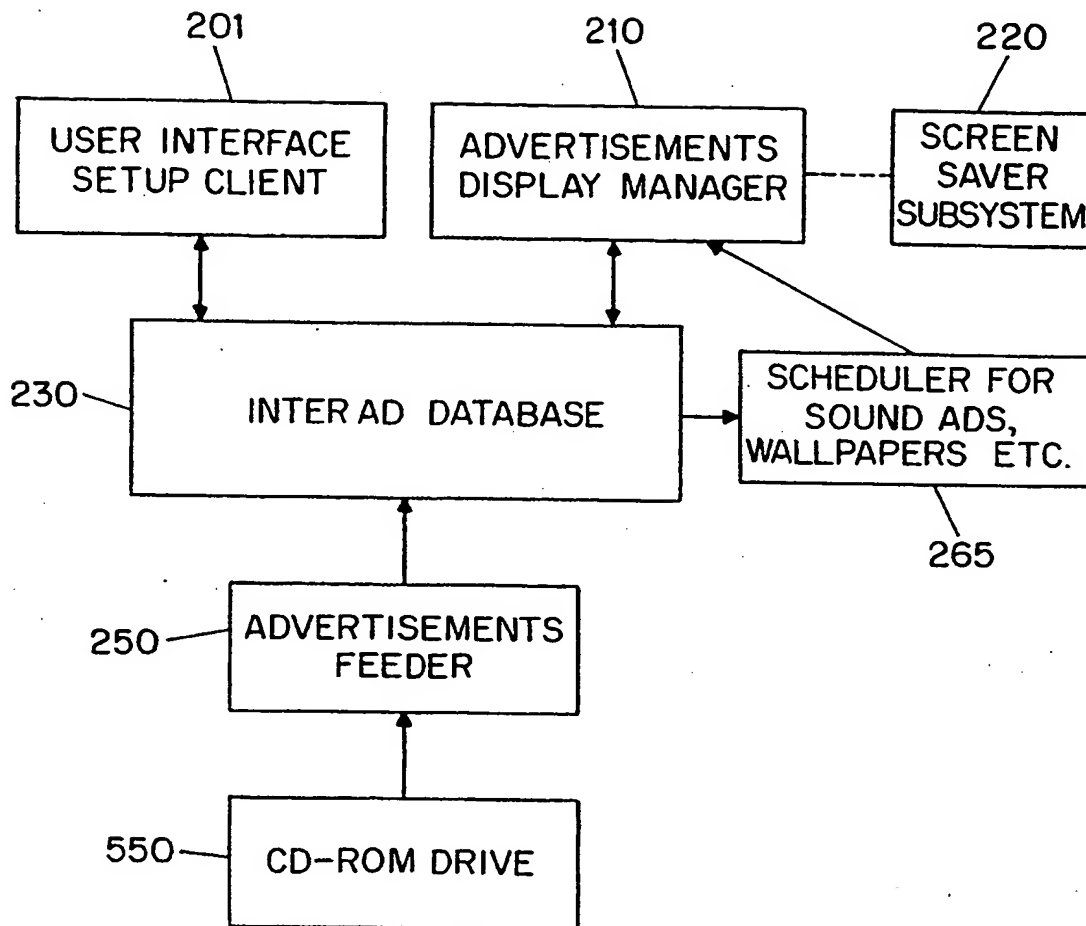 201
210
220
USER INTERFACE
SETUP CLIENT
ADVERTISEMENTS
DISPLAY MANAGER
SCREEN
SAVER
SUBSYSTEM
230
INTER AD DATABASE
SCHEDULER FOR
SOUND ADS,
WALLPAPERS ETC.
265
250
ADVERTISEMENTS
FEEDER
550
CD-ROM DRIVE